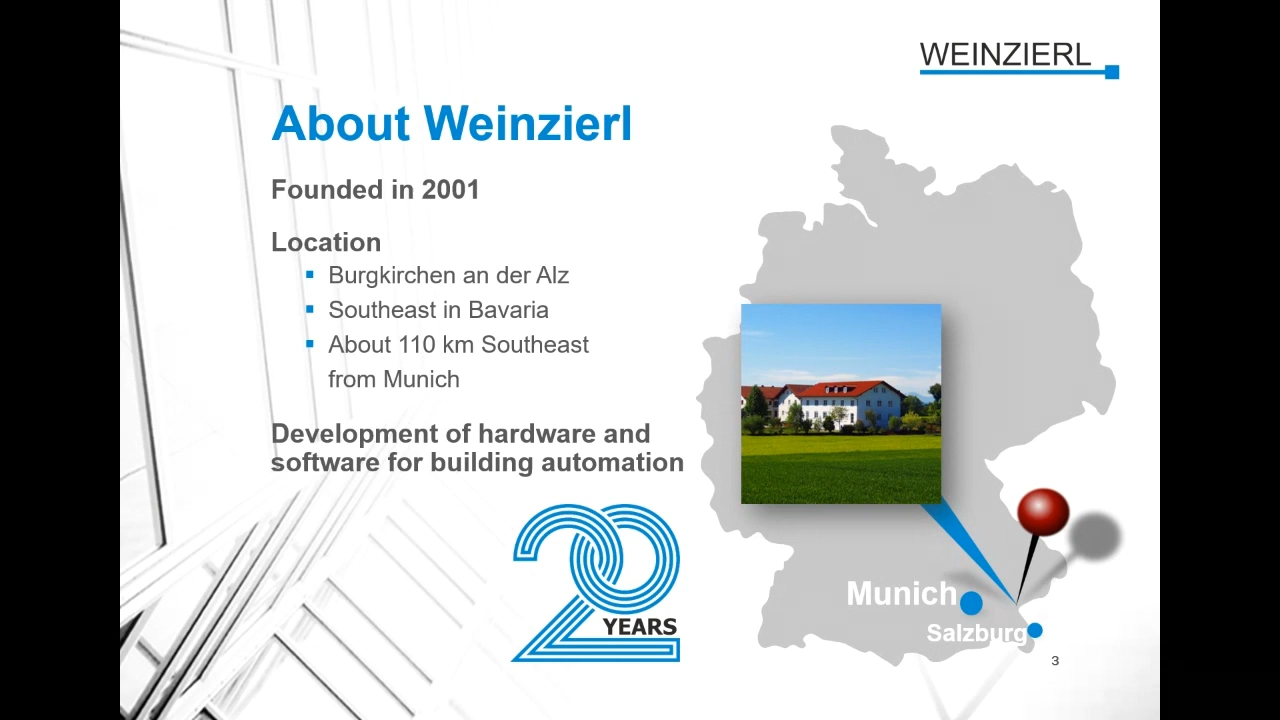 WEINZIERL
About Weinzierl
Founded in 2001
Location
Burgkirchen an der Alz
Southeast in Bavaria
About 110 km Southeast
from Munich
Development of hardware and
software for building automation
20
YEARS
Munich
Salzburg
3